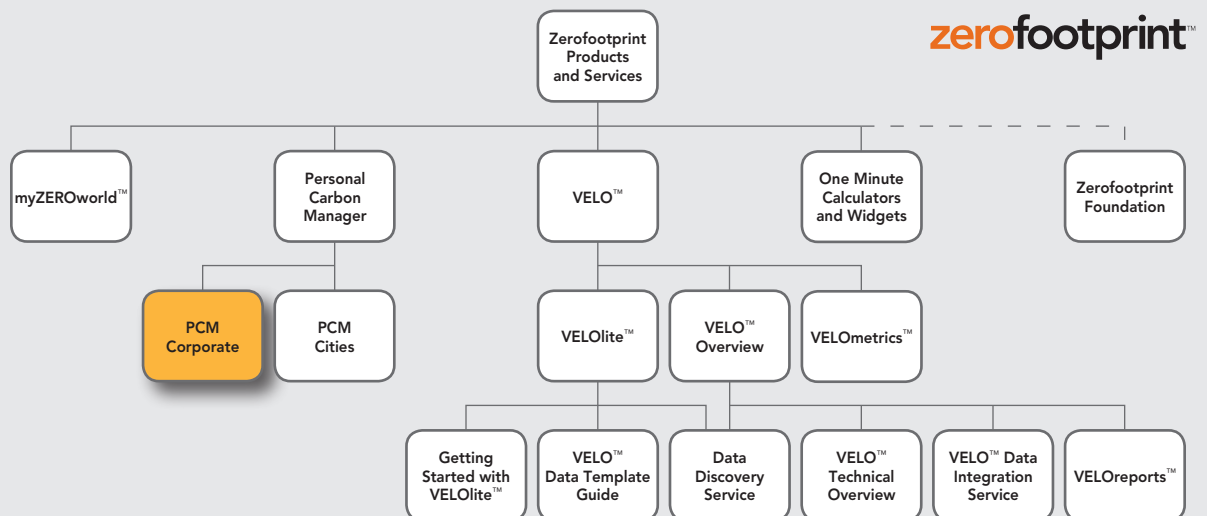 Zerofootprint
Products
and Services
zerofootprint™
myZEROworld™
Personal
Carbon
Manager
VELO™
One Minute
Calculators
and Widgets
Zerofootprint
Foundation
PCM
Corporate
PCM
Cities
VELOlite™
VELO™
Overview
VELOmetrics™
Getting
Started with
VELOlite™
VELO™
Data Template
Guide
Data
Discovery
Service
VELO™
Technical
Overview
VELO™ Data
Integration
Service
VELOreports™